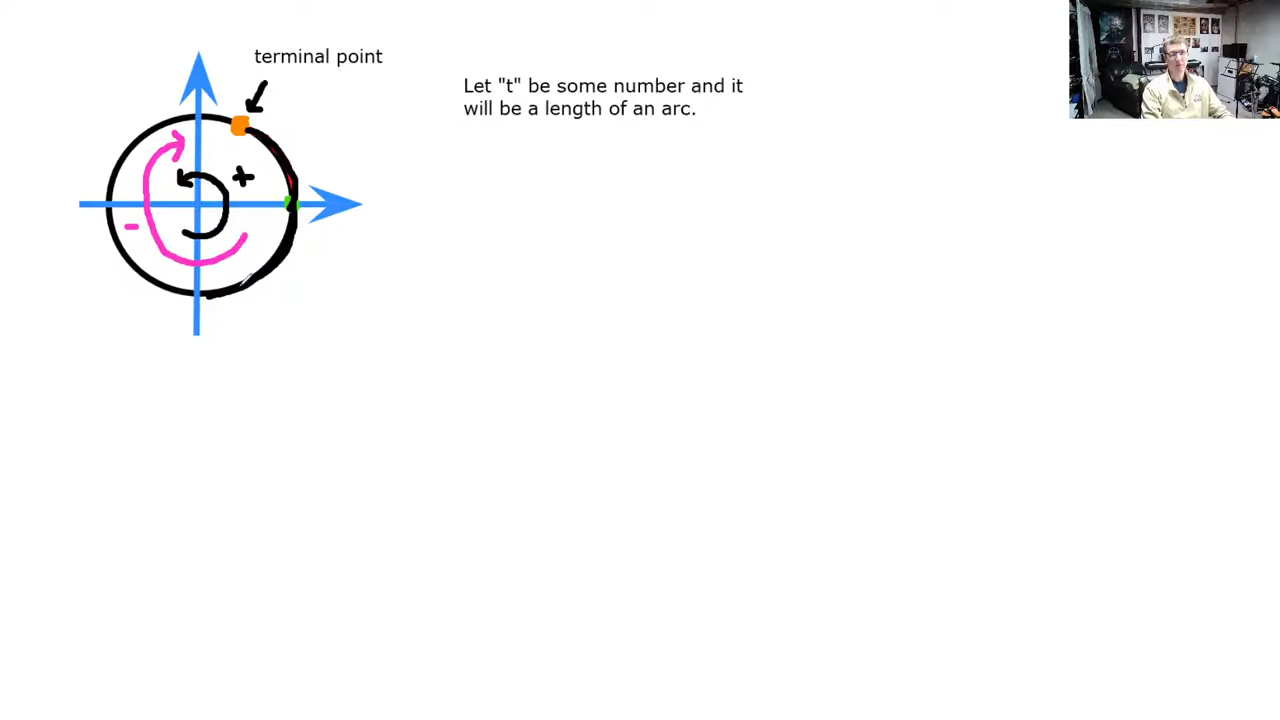 terminal point
Let "t" be some number and it
will be a length of an arc.
+
-